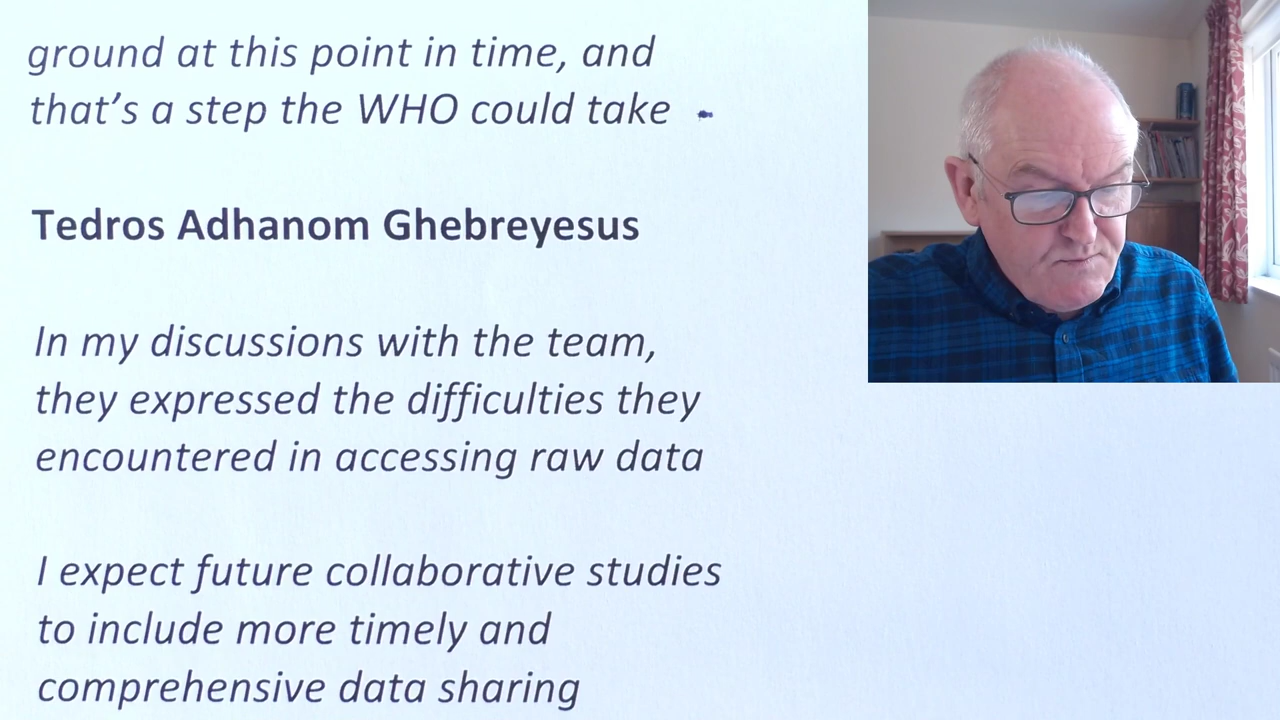 ground at this point in time, and
that’s a step the WHO could take
Tedros Adhanom Ghebreyesus
In my discussions with the team,
they expressed the difficulties they
encountered in accessing raw data
I expect future collaborative studies
to include more timely and
comprehensive data sharing